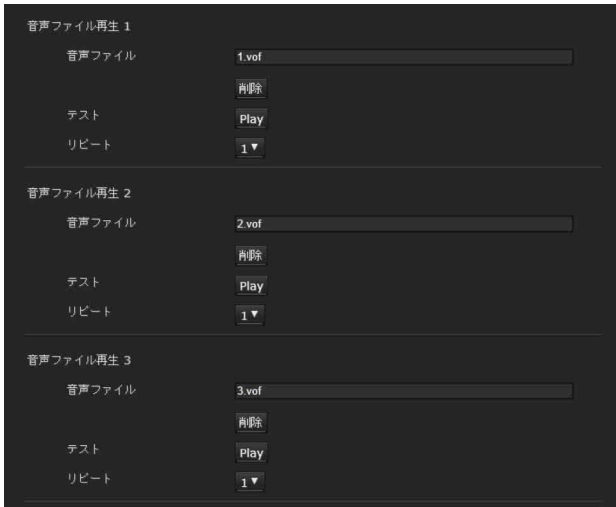 音声ファイル再生 1
音声ファイル 1.vof
削除
テスト Play
リピート 1▼
音声ファイル再生 2
音声ファイル 2.vof
削除
テスト Play
リピート 1▼
音声ファイル再生 3
音声ファイル 3.vof
削除
テスト Play
リピート 1▼